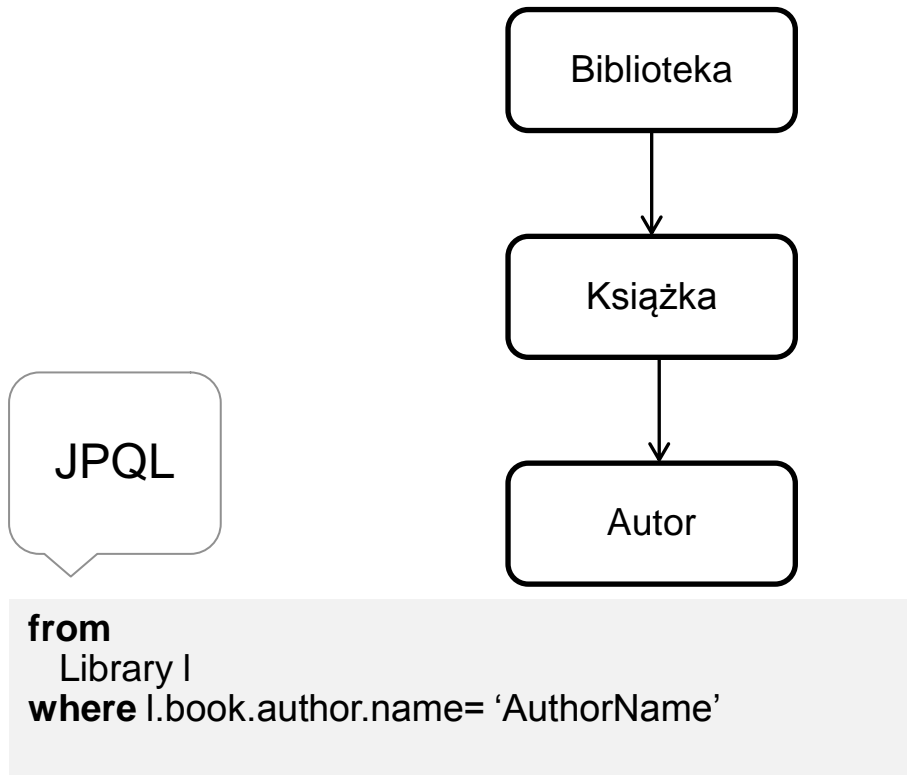 Biblioteka
Książka
Autor
JPQL
from
Library l
where l.book.author.name= ‘AuthorName’